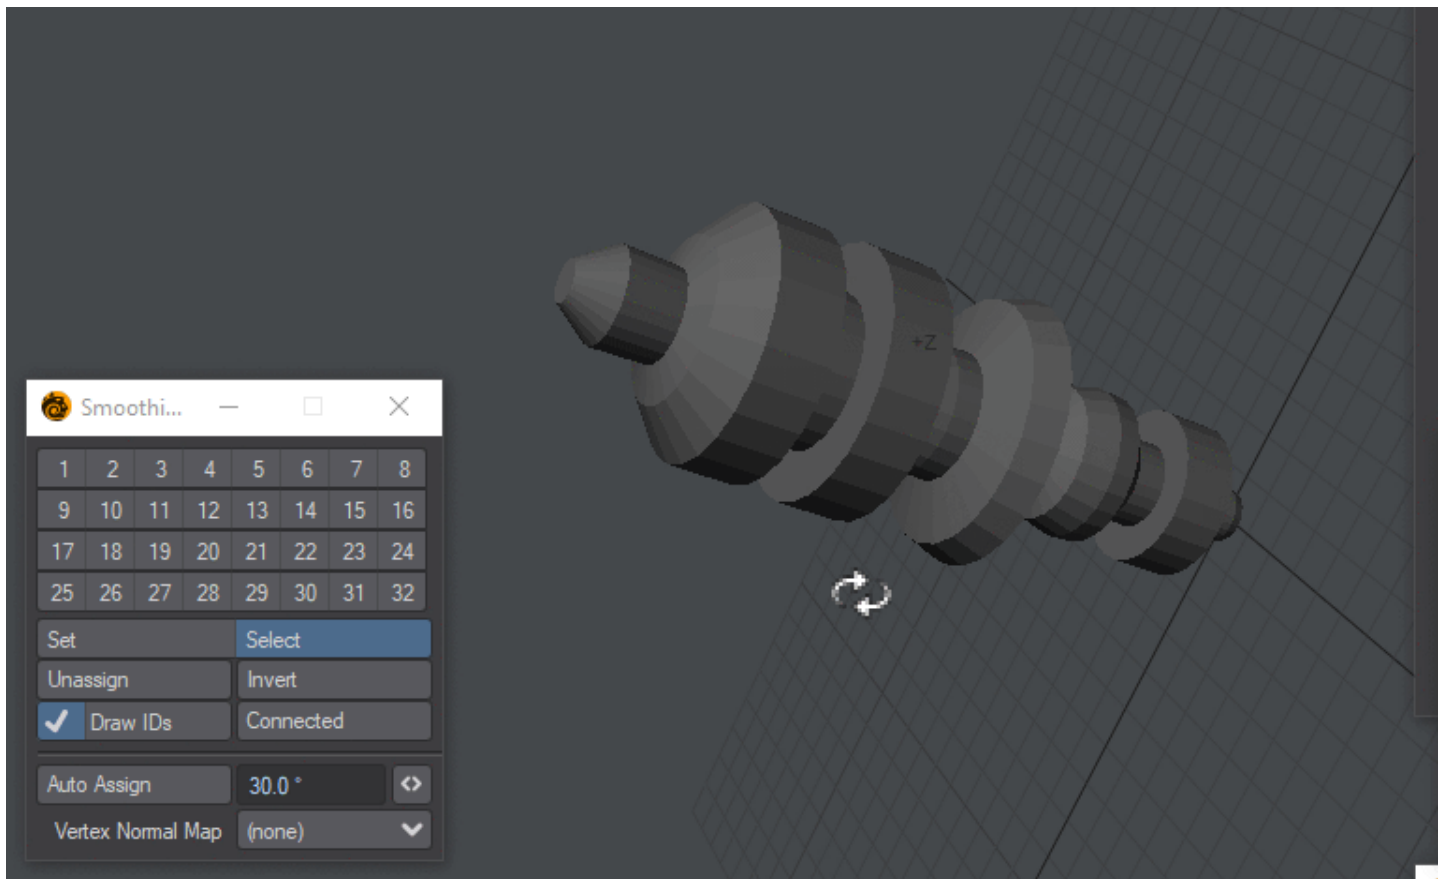 +Z
Smoothi...
1 2 3 4 5 6 7 8
9 10 11 12 13 14 15 16
17 18 19 20 21 22 23 24
25 26 27 28 29 30 31 32
Set Select
Unassign Invert
Draw IDs Connected
Auto Assign 30.0 °
Vertex Normal Map (none)